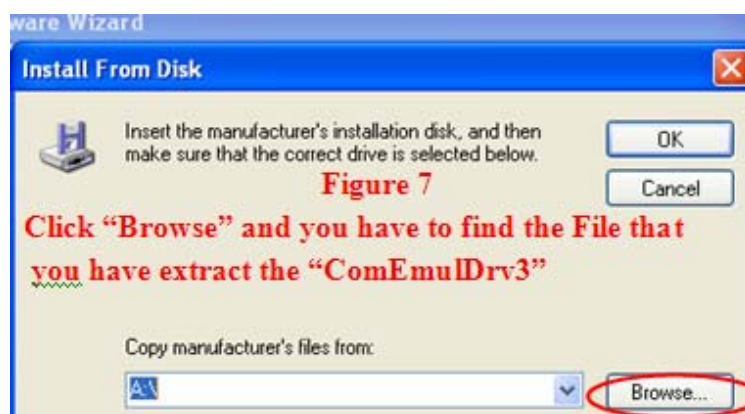 ware Wizard
Install From Disk
Insert the manufacturer's installation disk, and then
make sure that the correct drive is selected below.
OK
Cancel
Figure 7
Click “Browse” and you have to find the File that
you have extract the “ComEmulDrv3”
Copy manufacturer's files from:
A:\
Browse...